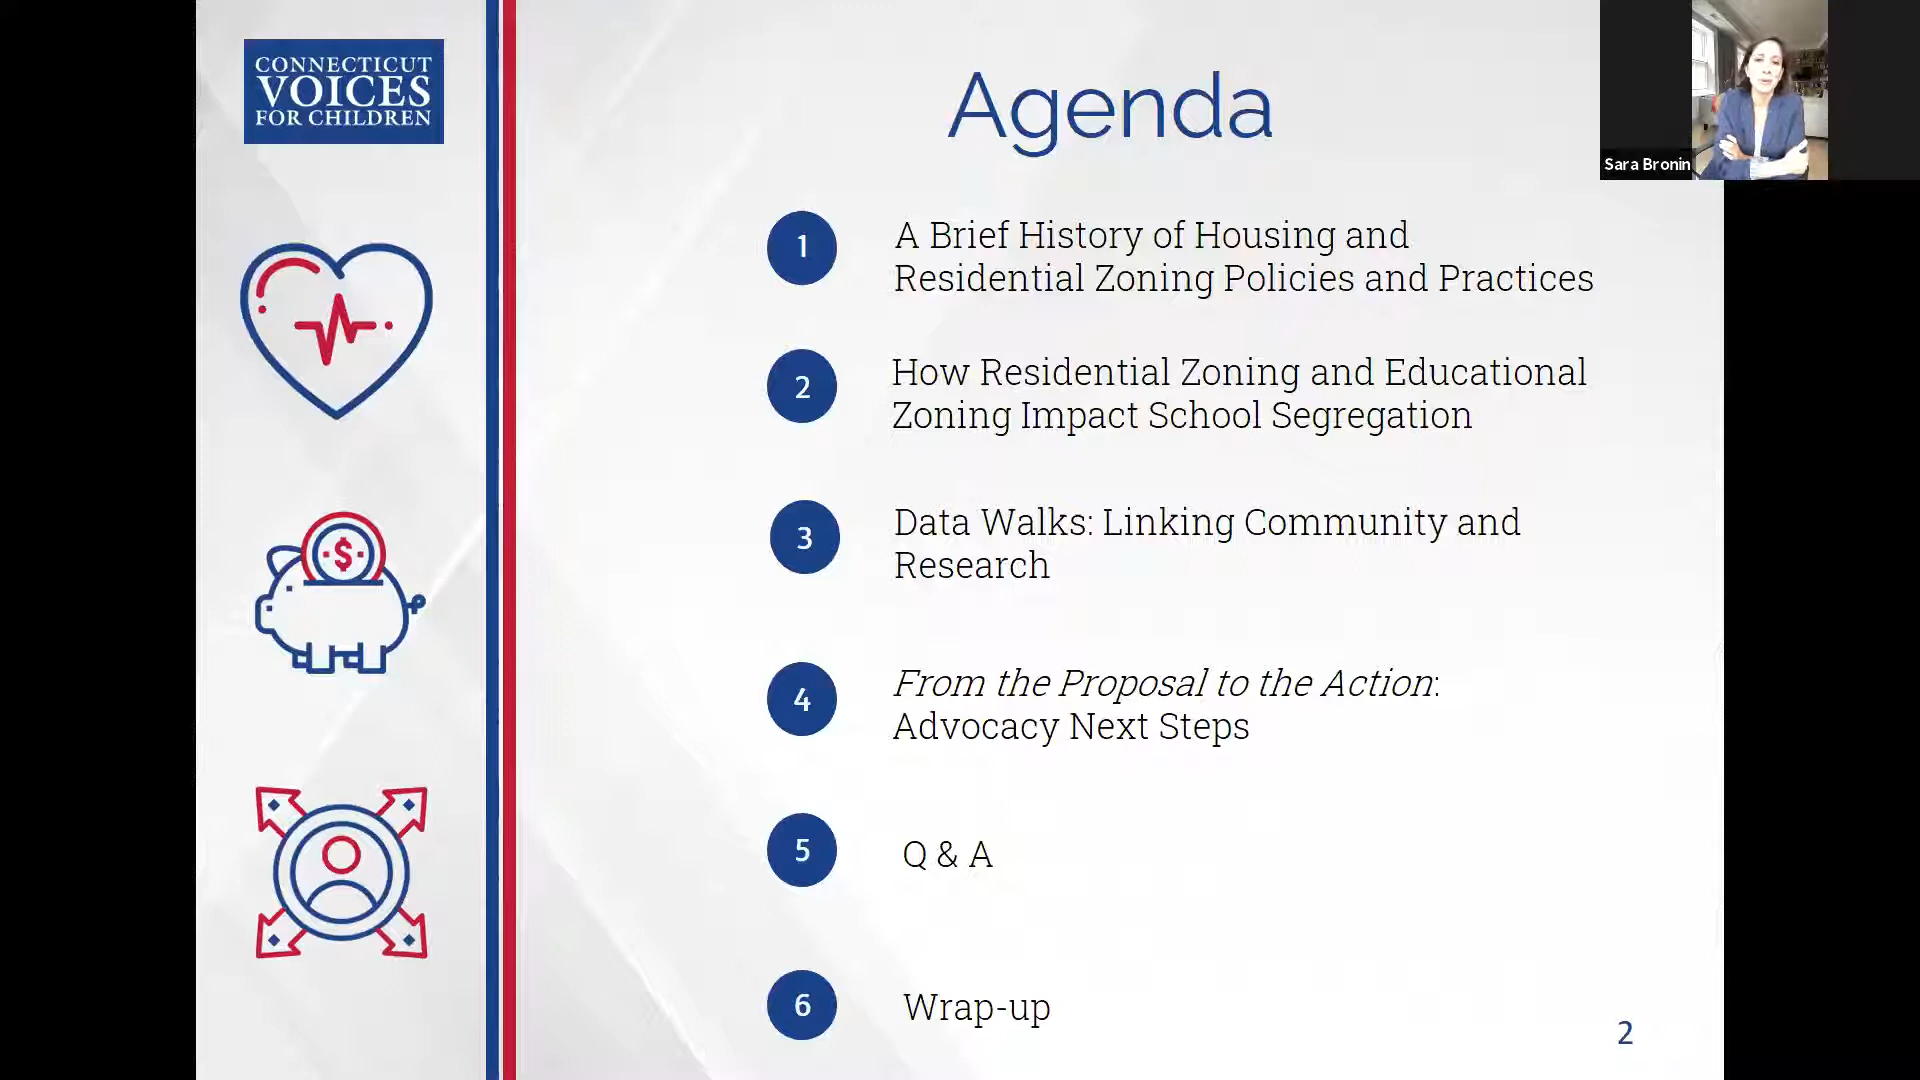 CONNECTICUT
VOICES
FOR CHILDREN
$
Agenda
1
A Brief History of Housing and
Residential Zoning Policies and Practices
2
How Residential Zoning and Educational
Zoning Impact School Segregation
3
Data Walks: Linking Community and
Research
4
From the Proposal to the Action:
Advocacy Next Steps
5
Q & A
6
Wrap-up
2
Sara Bronin